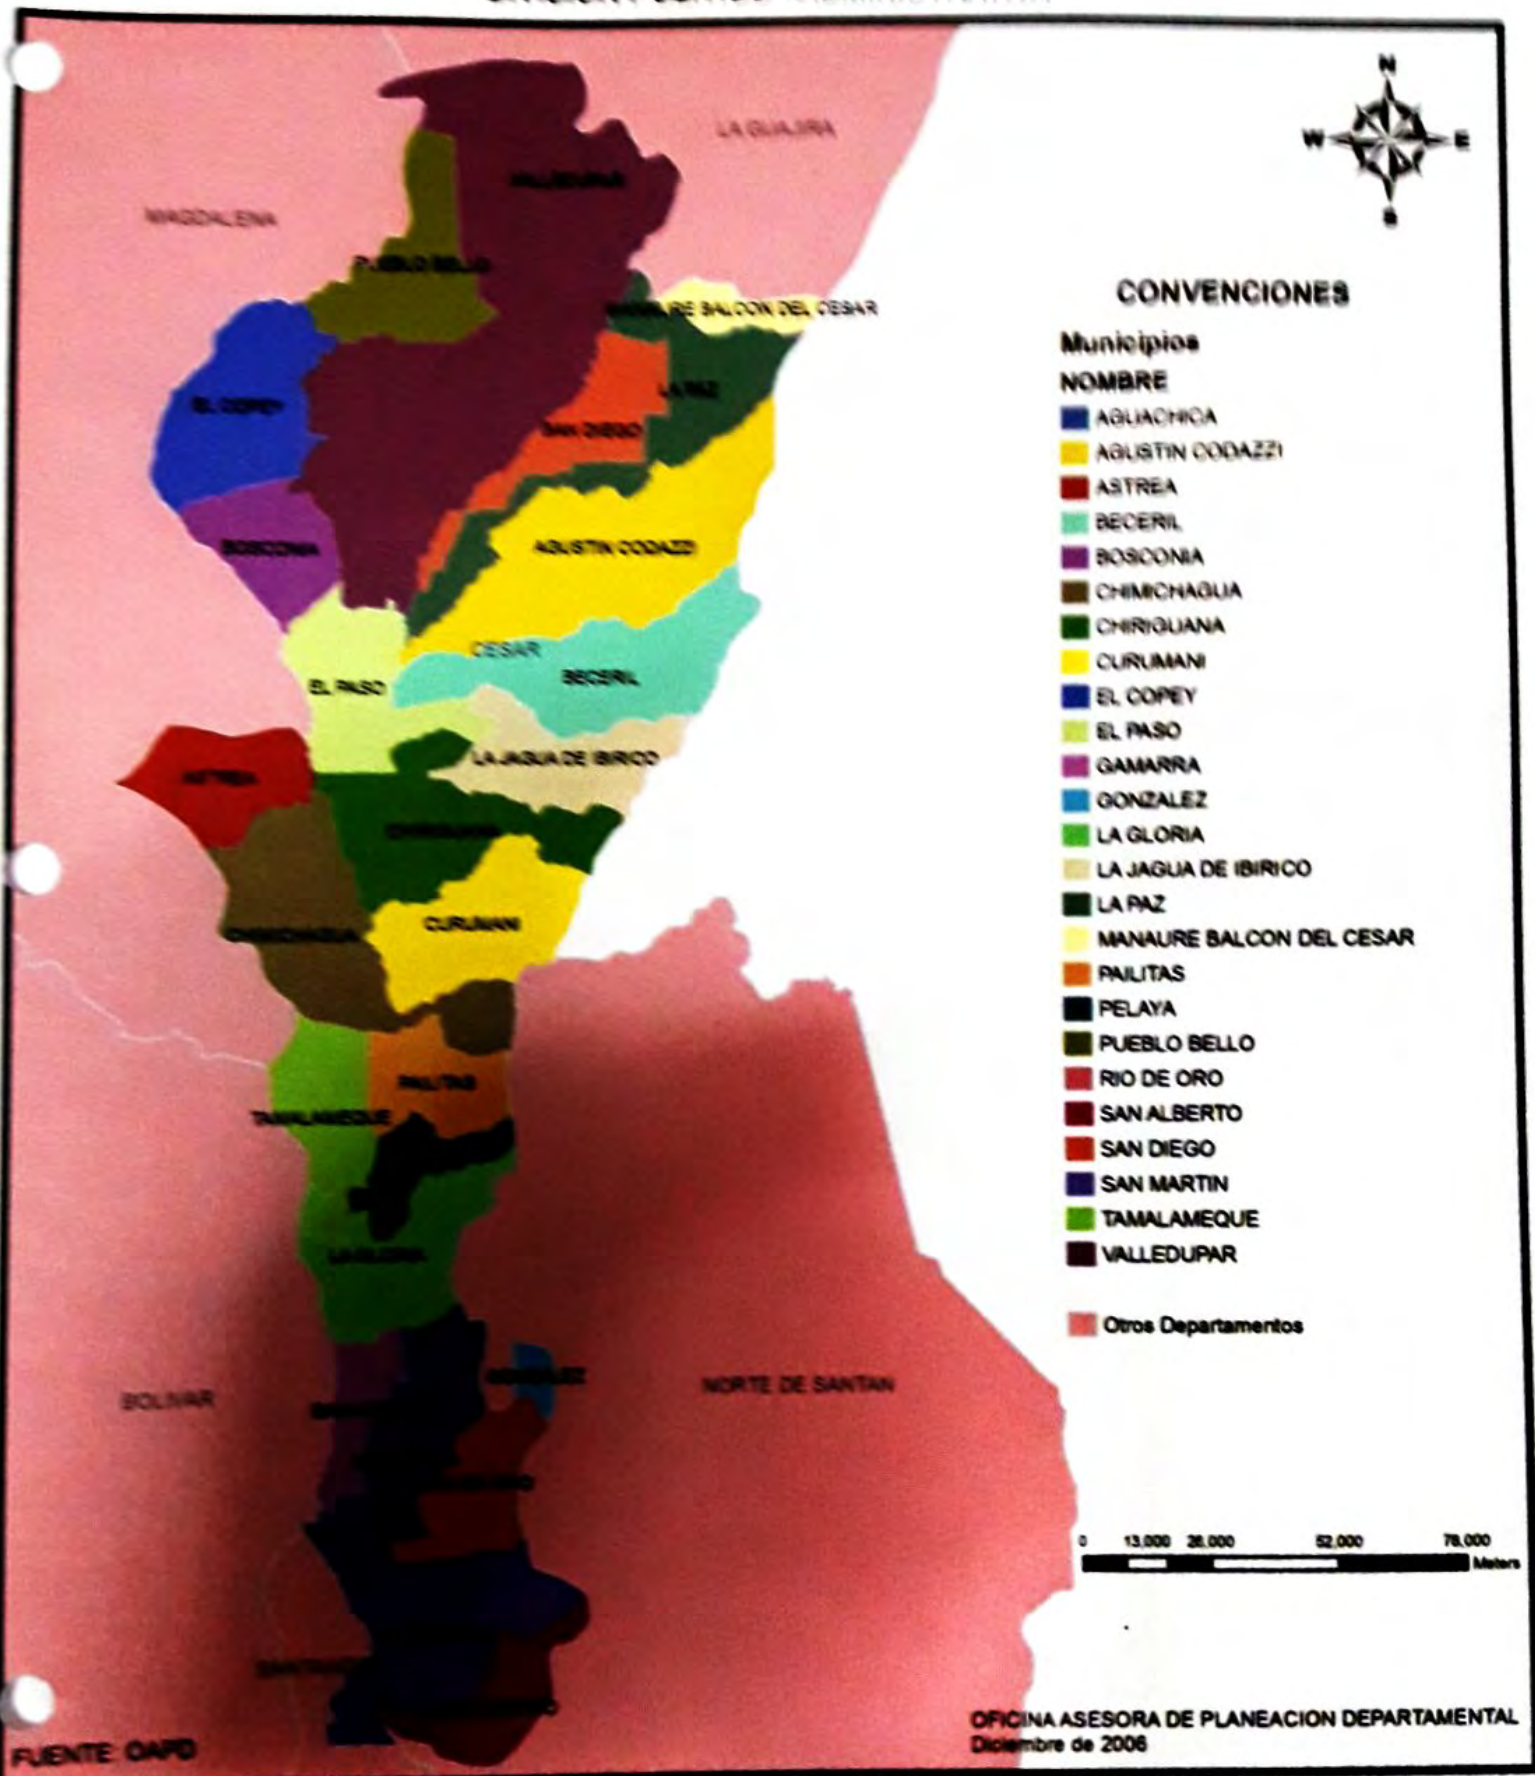 LA GUAJIRA
MAGDALENA
VALLEDUPAR
PUEBLO BELLO
MANAURE BALCON DEL CESAR
EL COPEY
LA PAZ
SAN DIEGO
BOSCONIA
AGUSTIN CODAZZI
CESAR
BECERIL
EL PASO
LA JAGUA DE IBIRICO
ASTREA
CHIRIGUANA
CURUMANI
CHIMICHAGUA
PAILITAS
TAMALAMEQUE
LA GLORIA
GONZALEZ
BOLIVAR
NORTE DE SANTAN
FUENTE: OAPD
N
W
E
S
CONVENCIONES
Municipios
NOMBRE
AGUACHICA
AGUSTIN CODAZZI
ASTREA
BECERIL
BOSCONIA
CHIMICHAGUA
CHIRIGUANA
CURUMANI
EL COPEY
EL PASO
GAMARRA
GONZALEZ
LA GLORIA
LA JAGUA DE IBIRICO
LA PAZ
MANAURE BALCON DEL CESAR
PAILITAS
PELAYA
PUEBLO BELLO
RIO DE ORO
SAN ALBERTO
SAN DIEGO
SAN MARTIN
TAMALAMEQUE
VALLEDUPAR
Otros Departamentos
0 13,000 26,000 52,000 78,000
Meters
OFICINA ASESORA DE PLANEACION DEPARTAMENTAL
Diciembre de 2006